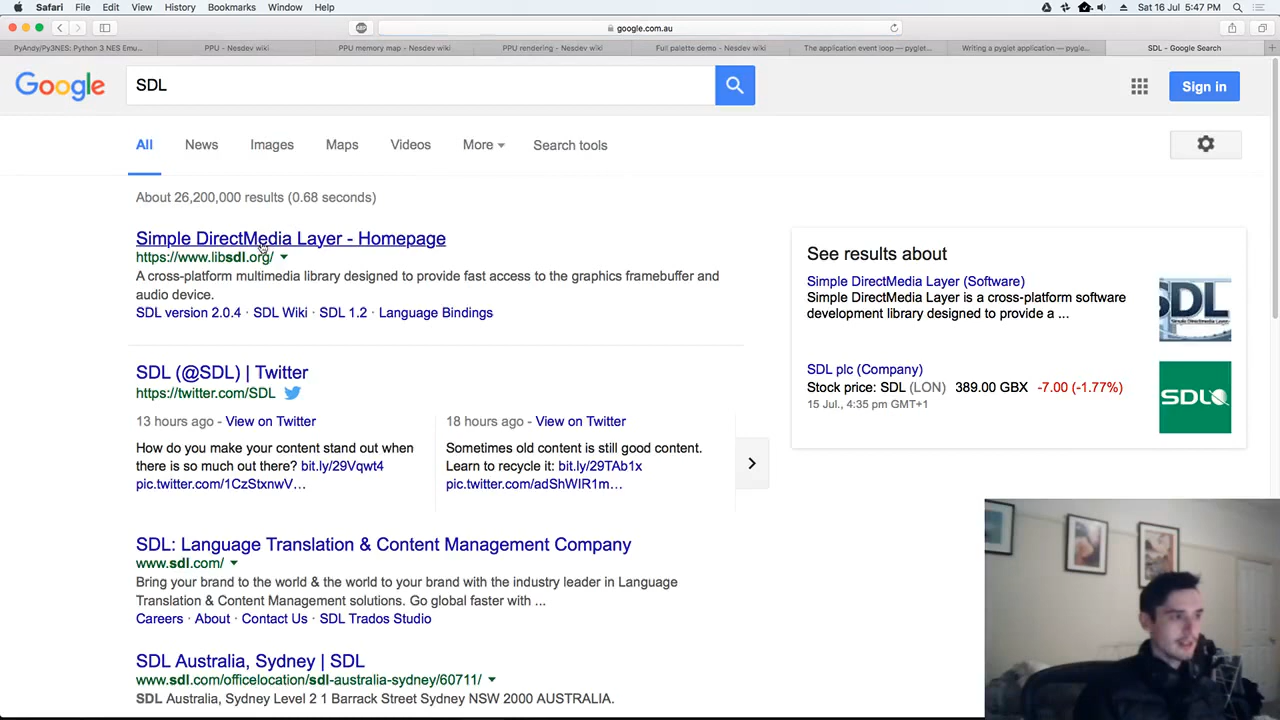 Safari File Edit View History Bookmarks Window Help
Sat 16 Jul 5:47 PM
google.com.au
PyAndy/Py3NES: Python 3 NES Emu...
PPU - Nesdev wiki
PPU memory map - Nesdev wiki
PPU rendering - Nesdev wiki
Full palette demo - Nesdev wiki
The application event loop — pyglet...
Writing a pyglet application — pygle...
SDL - Google Search
Google
SDL
Sign in
All News Images Maps Videos More Search tools
About 26,200,000 results (0.68 seconds)
Simple DirectMedia Layer - Homepage
https://www.libsdl.org/
A cross-platform multimedia library designed to provide fast access to the graphics framebuffer and
audio device.
SDL version 2.0.4 · SDL Wiki · SDL 1.2 · Language Bindings
SDL (@SDL) | Twitter
https://twitter.com/SDL
13 hours ago - View on Twitter
How do you make your content stand out when
there is so much out there? bit.ly/29Vqwt4
pic.twitter.com/1CzStxnwV…
18 hours ago - View on Twitter
Sometimes old content is still good content.
Learn to recycle it: bit.ly/29TAb1x
pic.twitter.com/adShWIR1m…
SDL: Language Translation & Content Management Company
www.sdl.com/
Bring your brand to the world & the world to your brand with the industry leader in Language
Translation & Content Management solutions. Go global faster with ...
Careers · About · Contact Us · SDL Trados Studio
SDL Australia, Sydney | SDL
www.sdl.com/officelocation/sdl-australia-sydney/60711/
SDL Australia, Sydney Level 2 1 Barrack Street Sydney NSW 2000 AUSTRALIA.
See results about
Simple DirectMedia Layer (Software)
Simple DirectMedia Layer is a cross-platform software
development library designed to provide a ...
SDL
Simple DirectMedia Layer
SDL plc (Company)
Stock price: SDL (LON) 389.00 GBX -7.00 (-1.77%)
15 Jul., 4:35 pm GMT+1
SDL